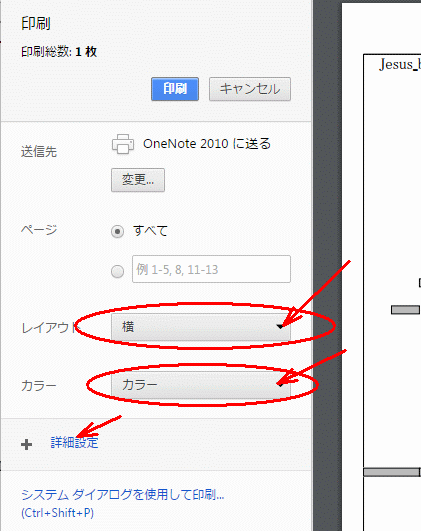 印刷
印刷総数: 1 枚
印刷 キャンセル
送信先 OneNote 2010 に送る
変更...
ページ すべて
例 1-5, 8, 11-13
レイアウト 横
カラー カラー
詳細設定
システム ダイアログを使用して印刷...
(Ctrl+Shift+P)